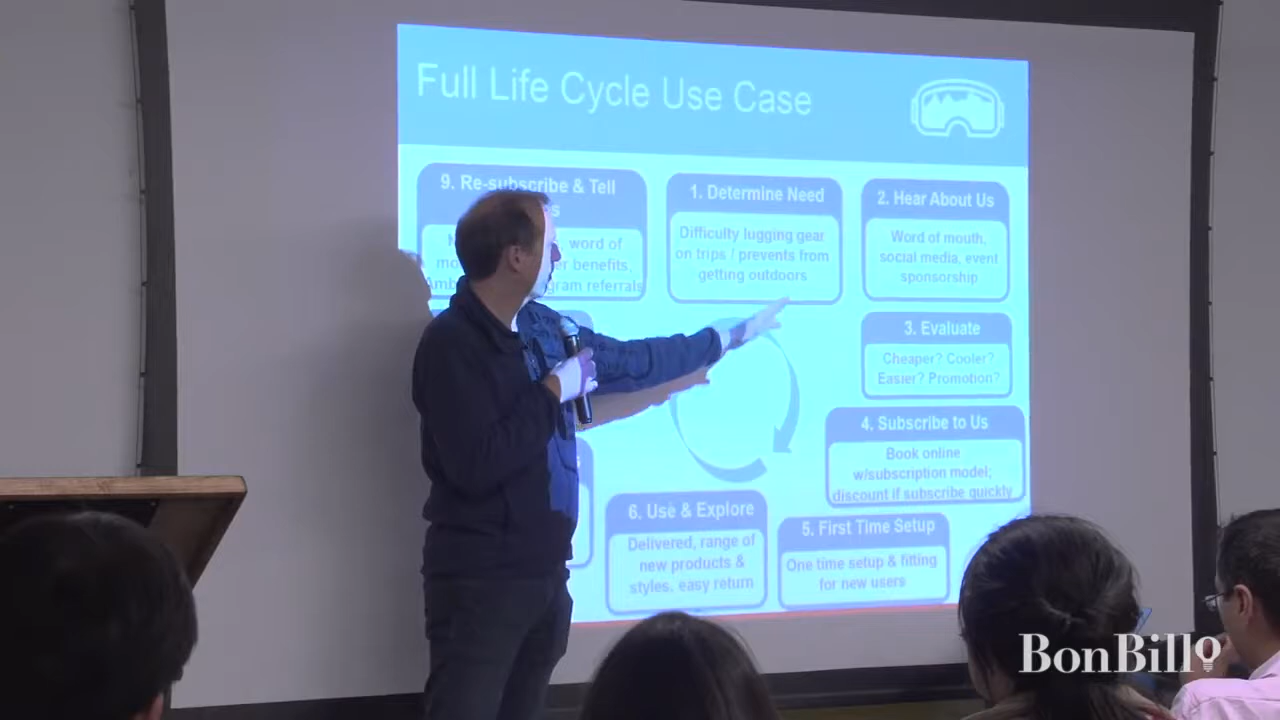 Full Life Cycle Use Case
9. Re-subscribe & Tell
word of
benefits,
referrals
1. Determine Need
Difficulty lugging gear
on trips / prevents from
getting outdoors
2. Hear About Us
Word of mouth,
social media, event
sponsorship
3. Evaluate
Cheaper? Cooler?
Easier? Promotion?
4. Subscribe to Us
Book online
w/subscription model;
discount if subscribe quickly
5. First Time Setup
One time setup & fitting
for new users
6. Use & Explore
Delivered, range of
new products &
styles, easy return
BonBillo